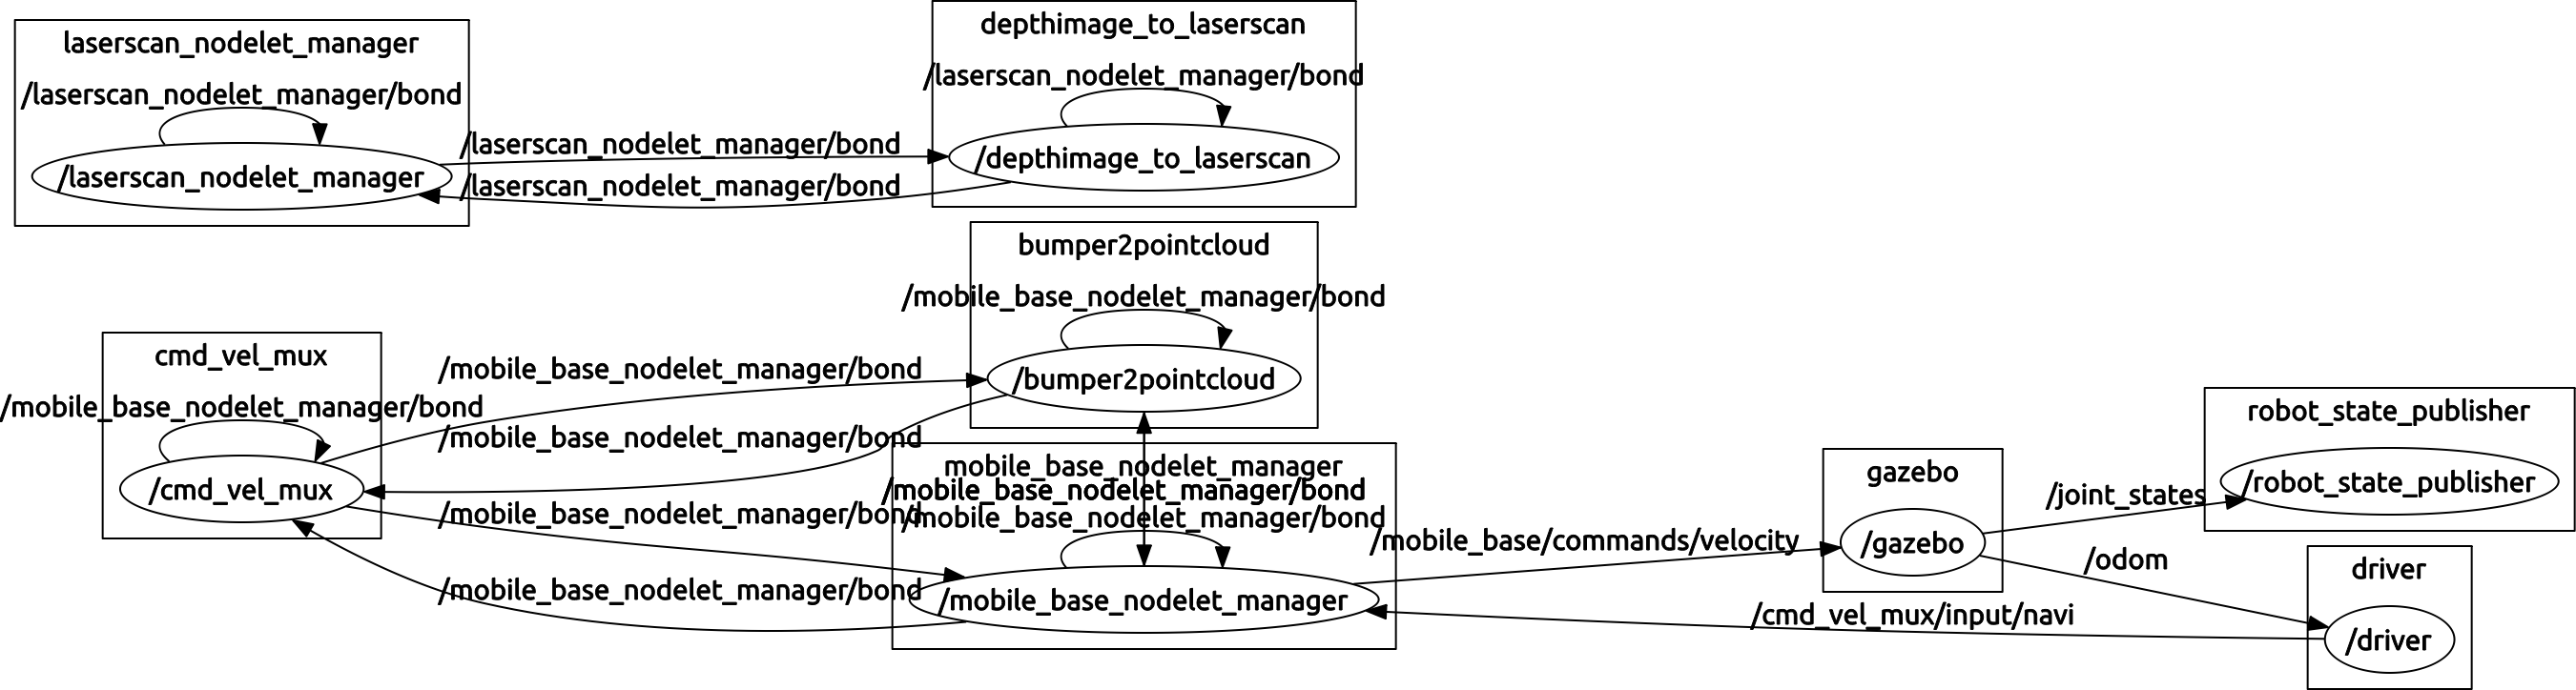 laserscan_nodelet_manager
/laserscan_nodelet_manager/bond
/laserscan_nodelet_manager
/laserscan_nodelet_manager/bond
/laserscan_nodelet_manager/bond
depthimage_to_laserscan
/laserscan_nodelet_manager/bond
/depthimage_to_laserscan
bumper2pointcloud
/mobile_base_nodelet_manager/bond
/bumper2pointcloud
cmd_vel_mux
/mobile_base_nodelet_manager/bond
/cmd_vel_mux
/mobile_base_nodelet_manager/bond
/mobile_base_nodelet_manager/bond
/mobile_base_nodelet_manager/bond
/mobile_base_nodelet_manager/bond
mobile_base_nodelet_manager
/mobile_base_nodelet_manager/bond
/mobile_base_nodelet_manager/bond
/mobile_base_nodelet_manager
/mobile_base/commands/velocity
gazebo
/gazebo
/joint_states
robot_state_publisher
/robot_state_publisher
/odom
/cmd_vel_mux/input/navi
driver
/driver